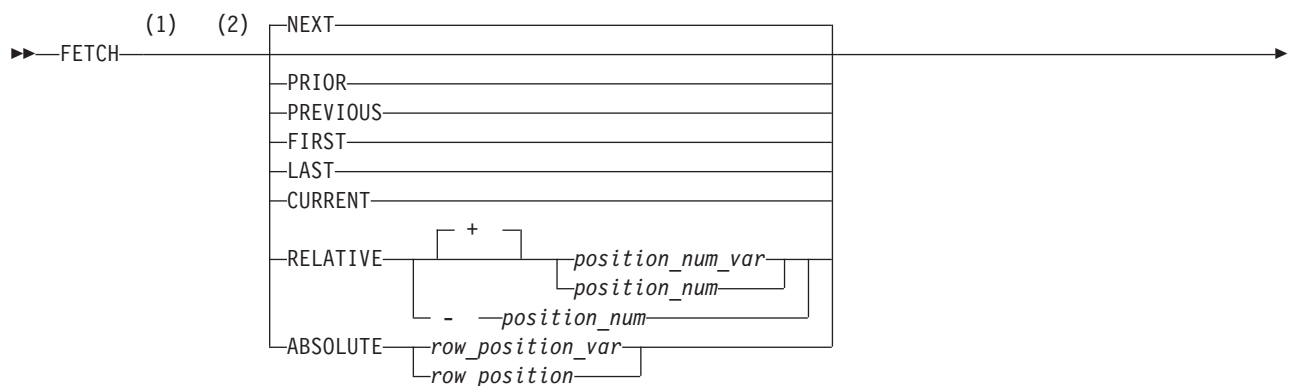 (1) (2) NEXT
FETCH
PRIOR
PREVIOUS
FIRST
LAST
CURRENT
+
RELATIVE position_num_var
position_num
- position_num
ABSOLUTE row_position_var
row_position